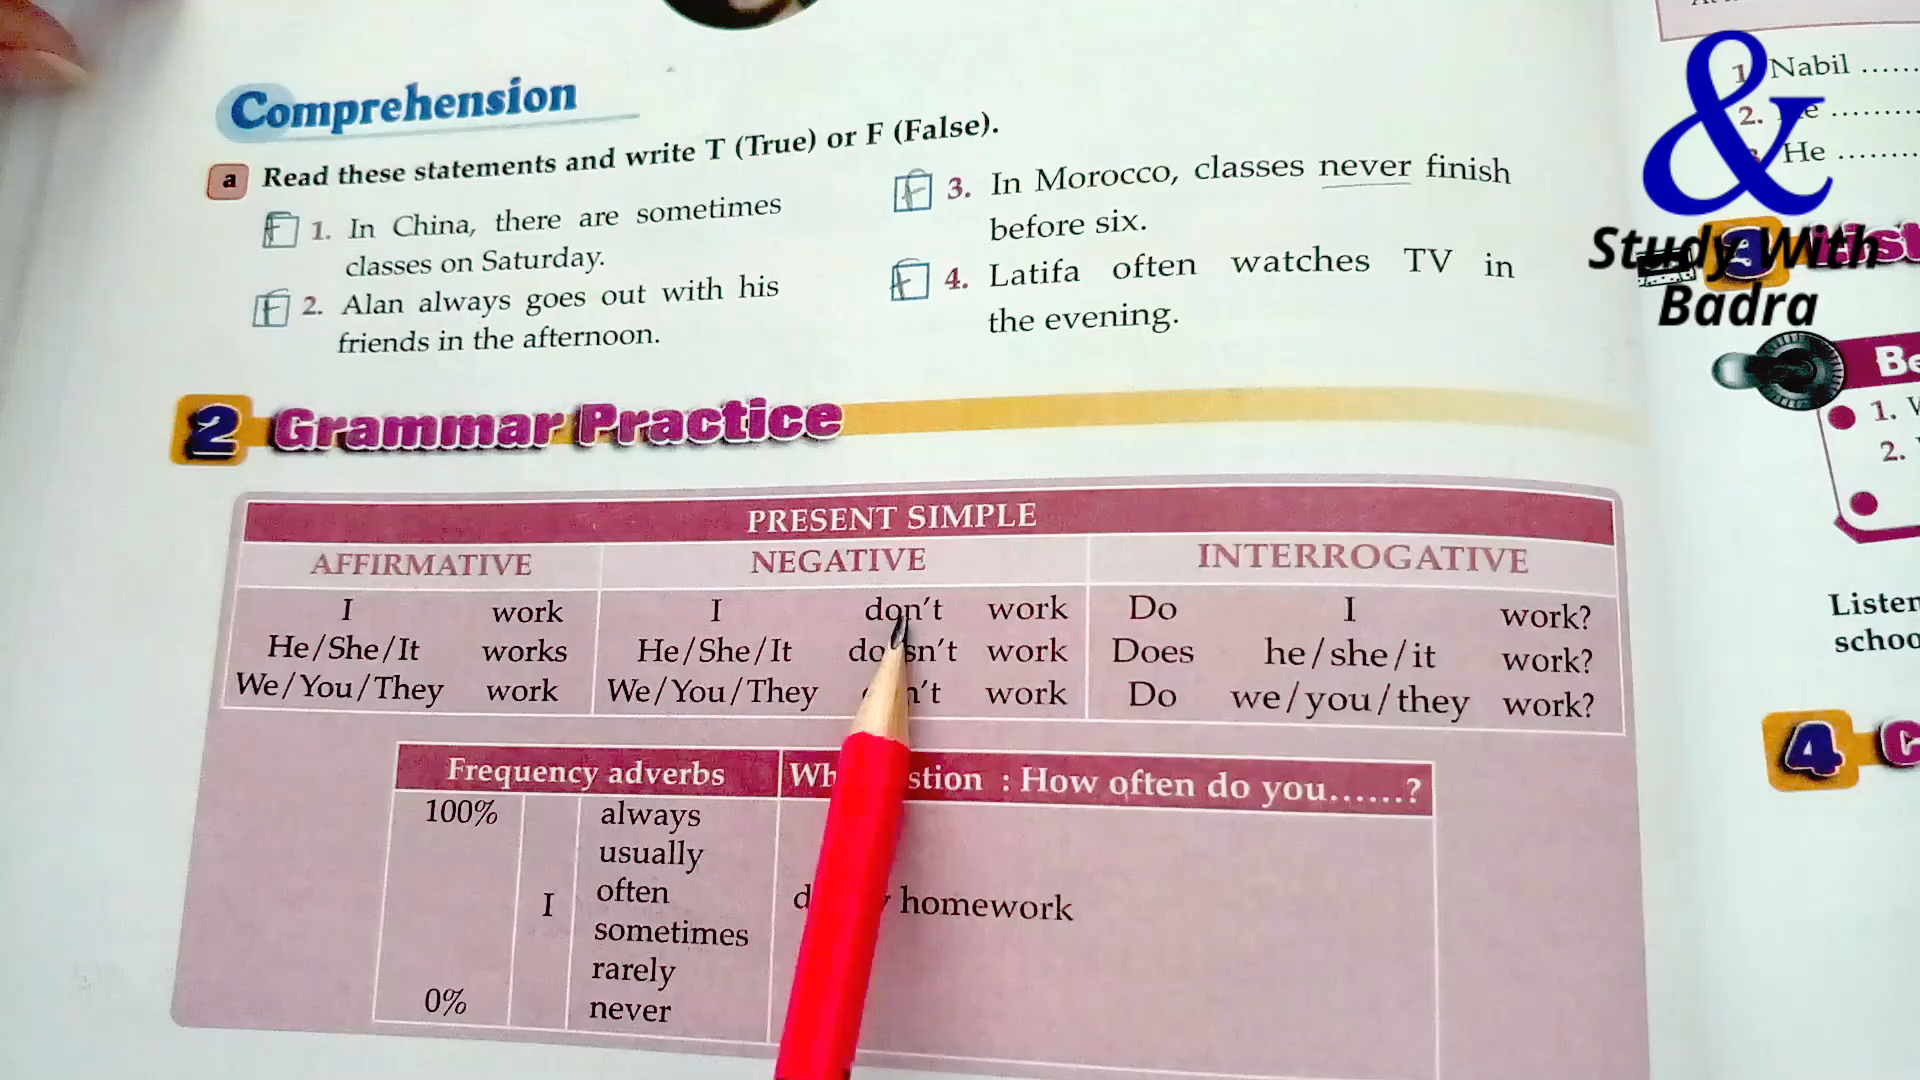 Comprehension
a Read these statements and write T (True) or F (False).
F 1. In China, there are sometimes
classes on Saturday.
F 2. Alan always goes out with his
friends in the afternoon.
F 3. In Morocco, classes never finish
before six.
F 4. Latifa often watches TV in
the evening.
2 Grammar Practice
PRESENT SIMPLE
AFFIRMATIVE NEGATIVE INTERROGATIVE
I work I don't work Do I work?
He/She/It works He/She/It work Does he/she/it work?
We/You/They work We/You/They work Do we/you/they work?
Frequency adverbs : How often do you......?
100% always
usually
often
I homework
sometimes
rarely
0% never
1. Nabil ......
2. ........
He ........
&
Study With
Badra
3
1.
2.
Listen
4